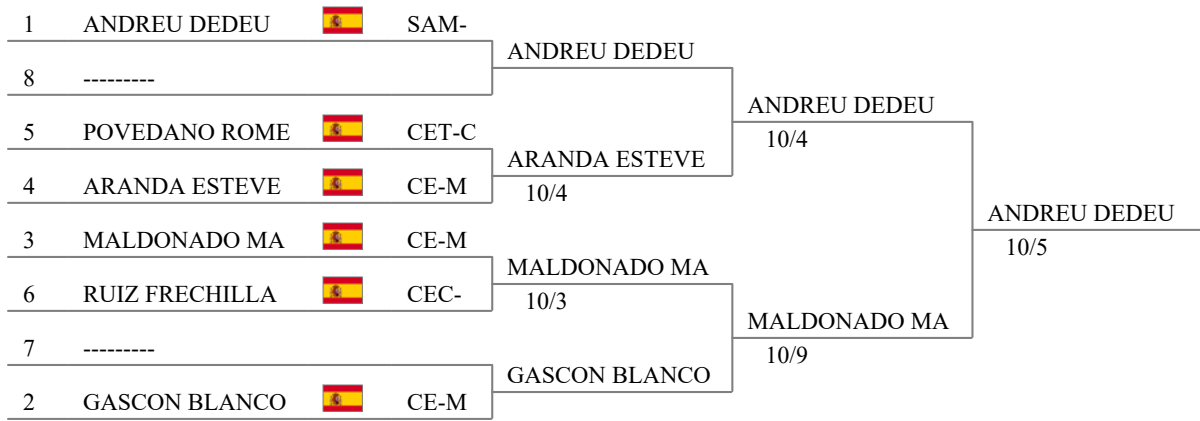 1 ANDREU DEDEU SAM-
ANDREU DEDEU
8 ---------
ANDREU DEDEU
10/4
5 POVEDANO ROME CET-C
ARANDA ESTEVE
10/4
4 ARANDA ESTEVE CE-M
ANDREU DEDEU
10/5
3 MALDONADO MA CE-M
MALDONADO MA
10/3
6 RUIZ FRECHILLA CEC-
MALDONADO MA
10/9
7 ---------
GASCON BLANCO
2 GASCON BLANCO CE-M